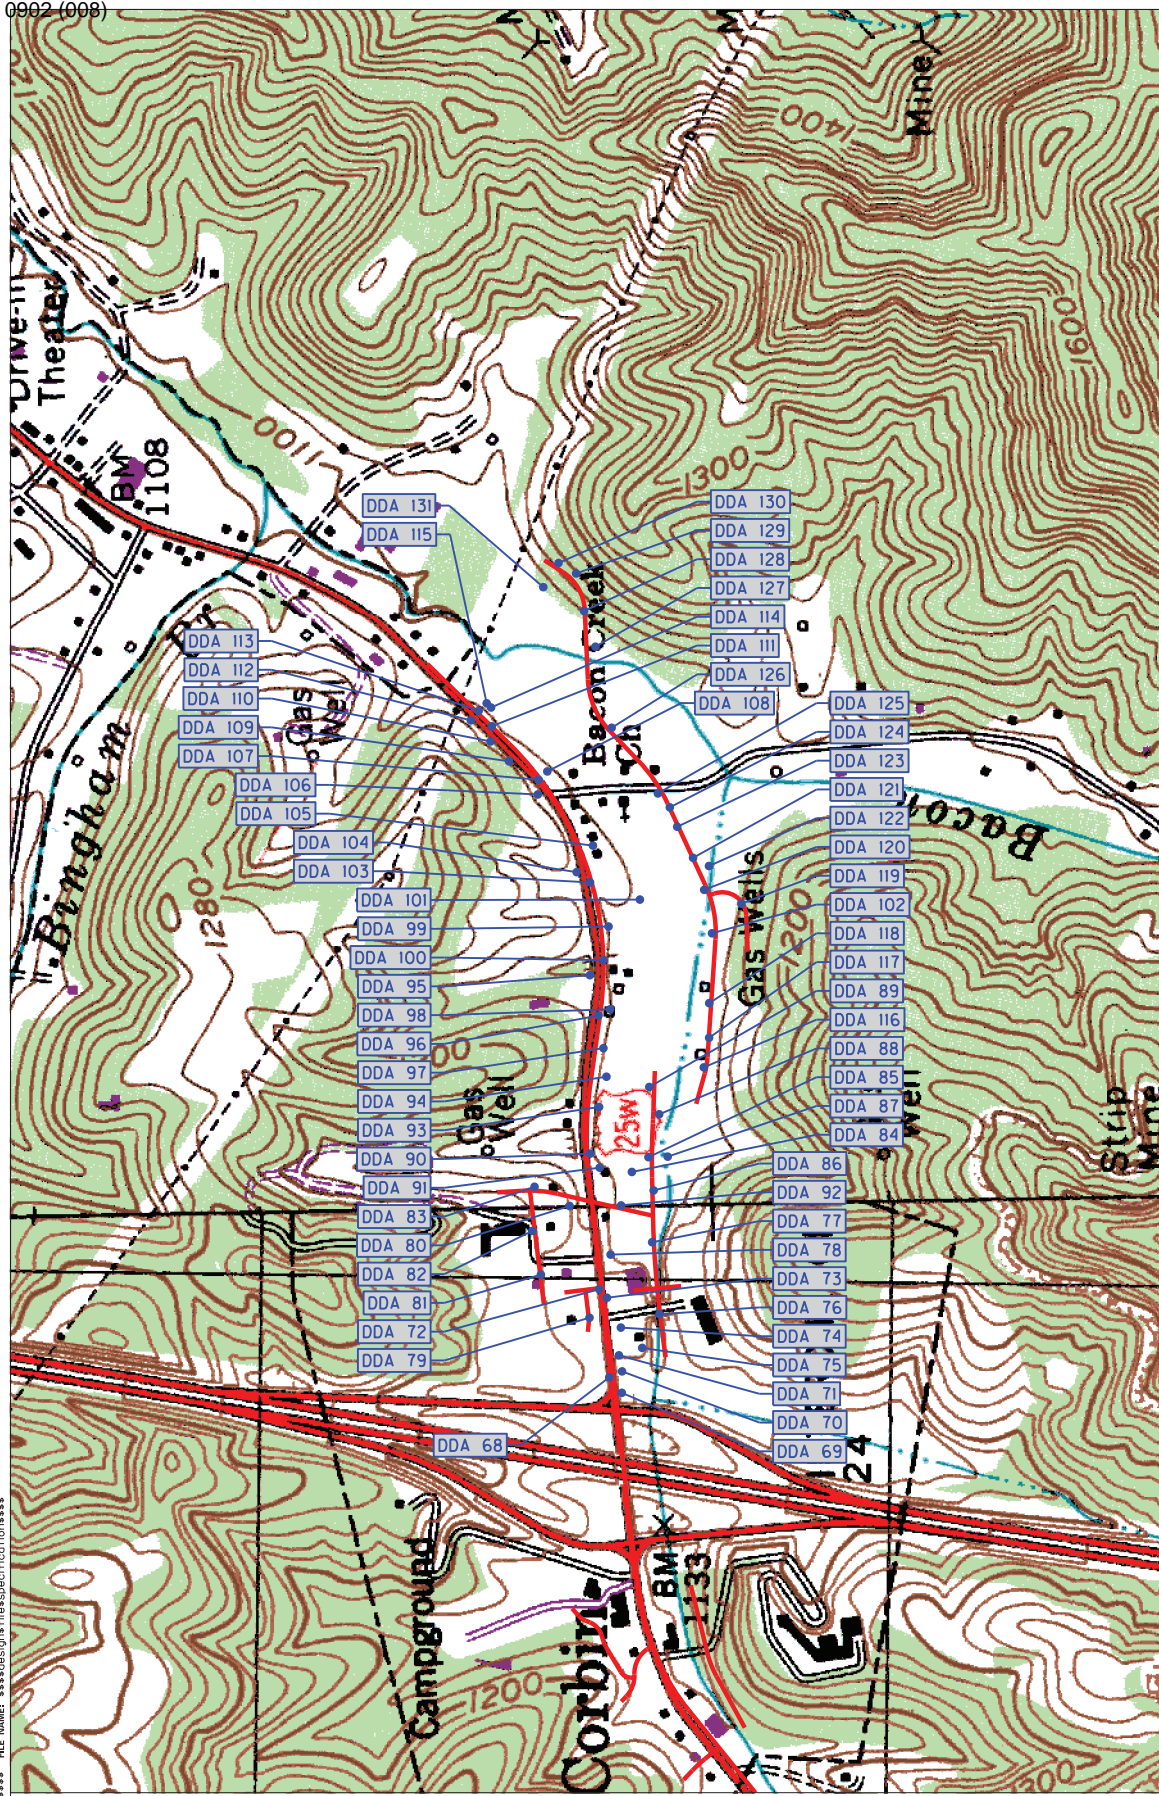 0902 (008)
Mine
1400
Drive-in
Theater
1600
BM
1108
1100
1300
DDA 131
DDA 115
DDA 130
DDA 129
DDA 128
DDA 127
DDA 114
DDA 111
DDA 126
DDA 108
DDA 113
DDA 112
DDA 110
DDA 109
DDA 107
DDA 106
DDA 105
DDA 104
DDA 103
DDA 101
DDA 99
DDA 100
DDA 95
DDA 98
DDA 96
DDA 97
DDA 94
DDA 93
DDA 90
DDA 91
DDA 83
DDA 80
DDA 82
DDA 81
DDA 72
DDA 79
DDA 68
DDA 125
DDA 124
DDA 123
DDA 121
DDA 122
DDA 120
DDA 119
DDA 102
DDA 118
DDA 117
DDA 89
DDA 116
DDA 88
DDA 85
DDA 87
DDA 84
DDA 86
DDA 92
DDA 77
DDA 78
DDA 73
DDA 76
DDA 74
DDA 75
DDA 71
DDA 70
DDA 69
Br
Bingham
Gas
Well
Bacon Creek
Ch
Bacon
1280
1200
Gas Wells
Gas
Well
25W
Well
Strip
Mine
24
Campground
BM
1133
Corbin
1200